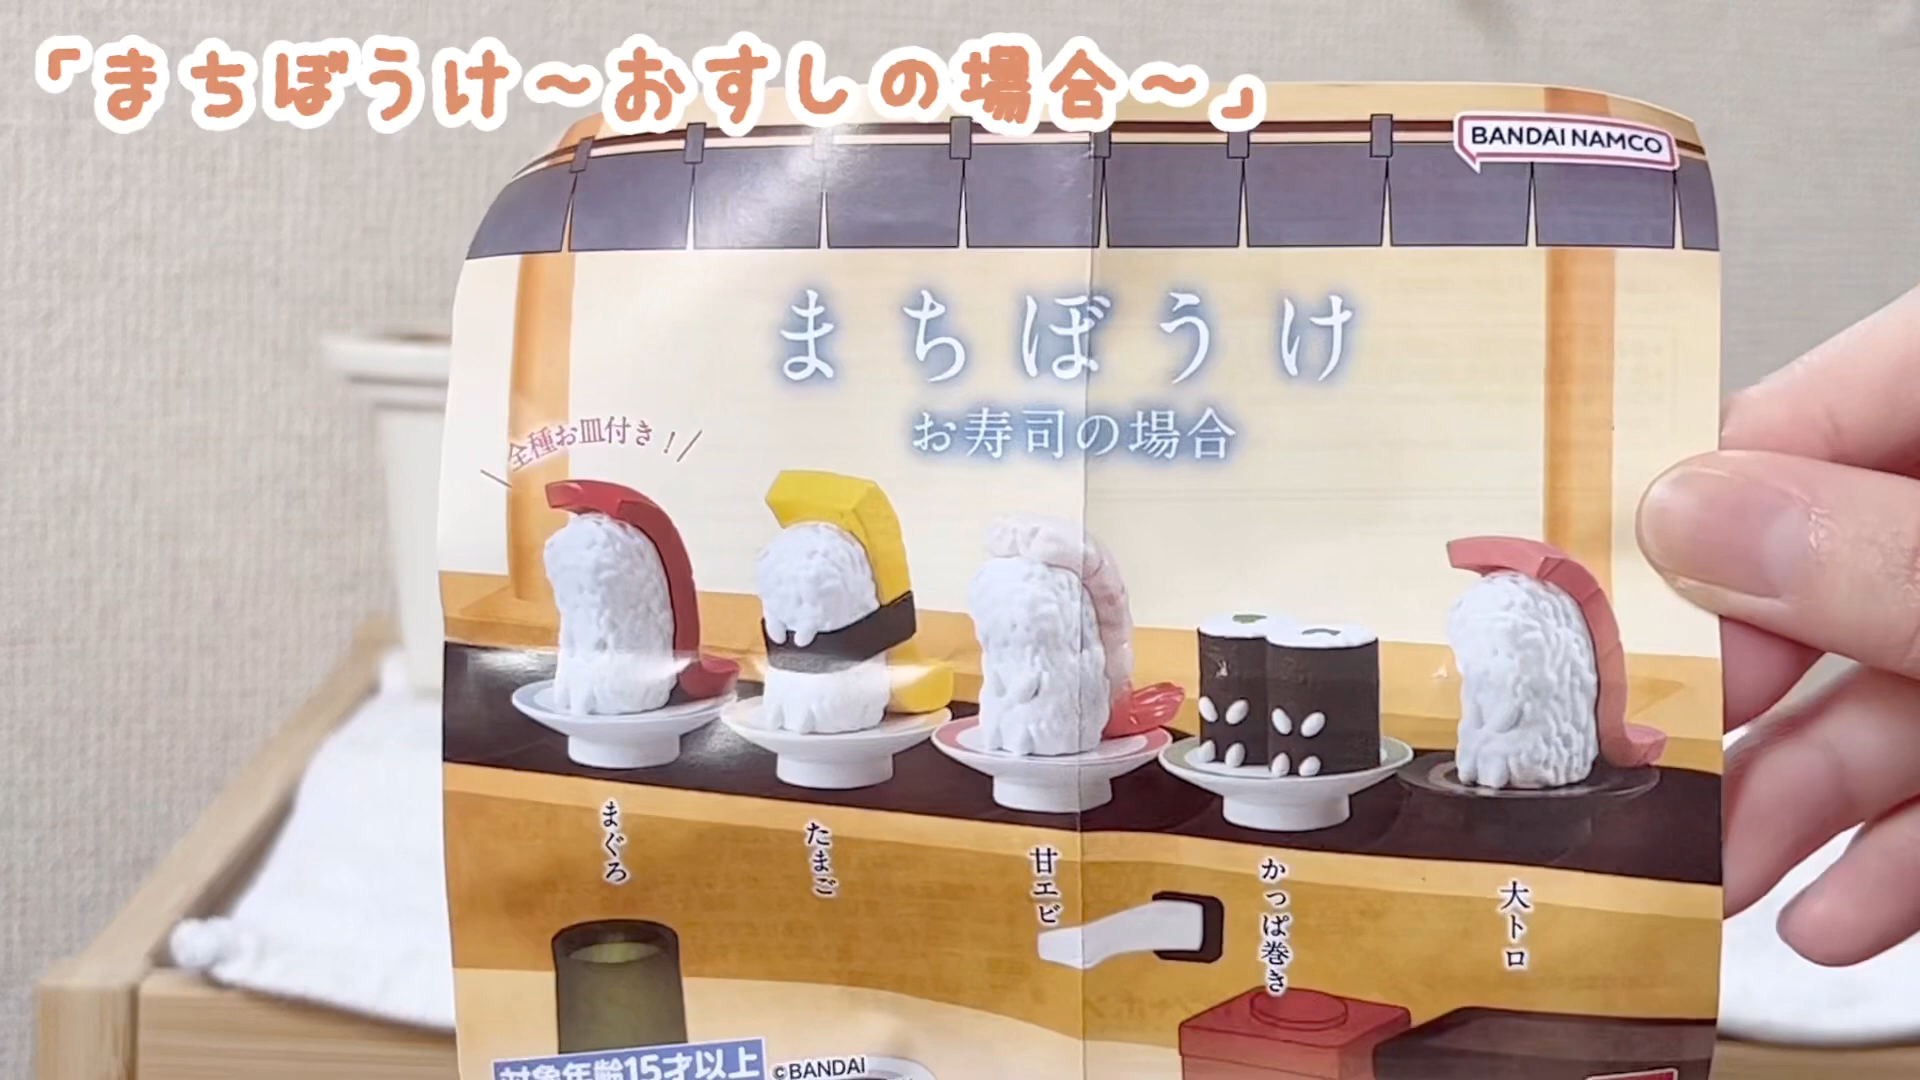 「まちぼうけ～おすしの場合～」
BANDAI NAMCO
まちぼうけ
お寿司の場合
全種お皿付き！
まぐろ
たまご
甘エビ
かっぱ巻き
大トロ
対象年齢15才以上
©BANDAI